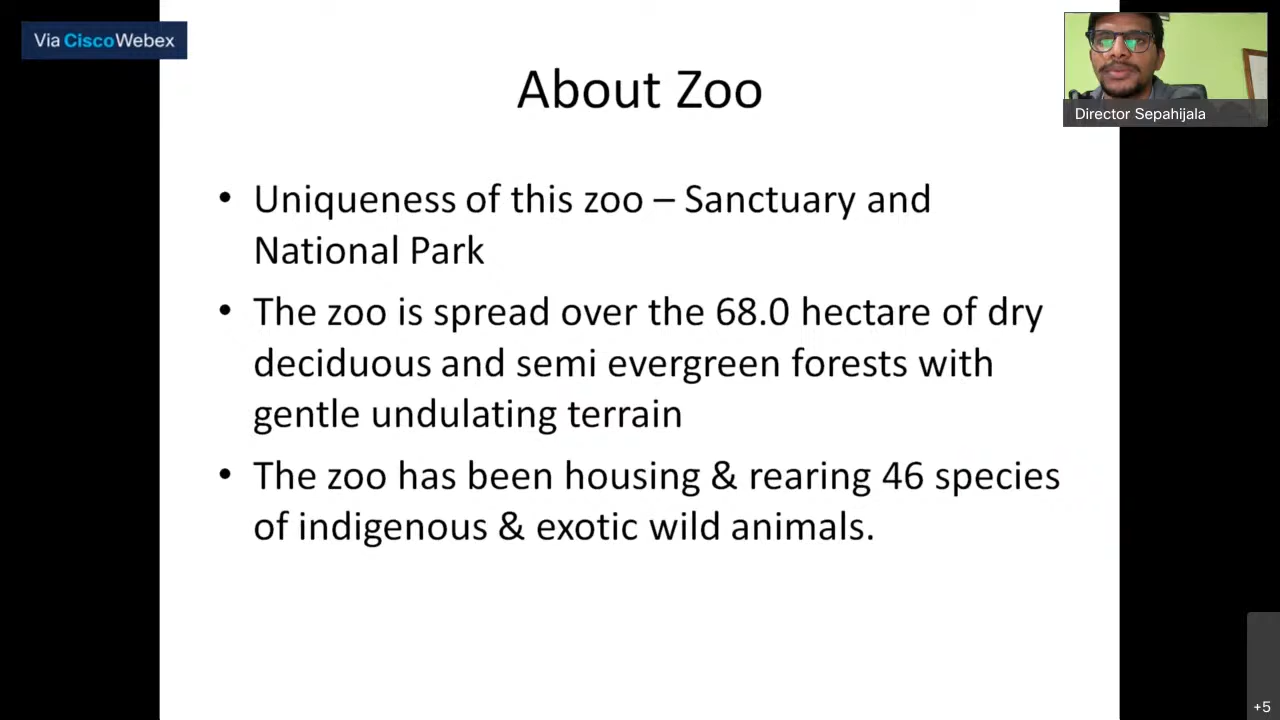 Via Cisco Webex
Director Sepahijala
About Zoo
• Uniqueness of this zoo – Sanctuary and
National Park
• The zoo is spread over the 68.0 hectare of dry
deciduous and semi evergreen forests with
gentle undulating terrain
• The zoo has been housing & rearing 46 species
of indigenous & exotic wild animals.
+5